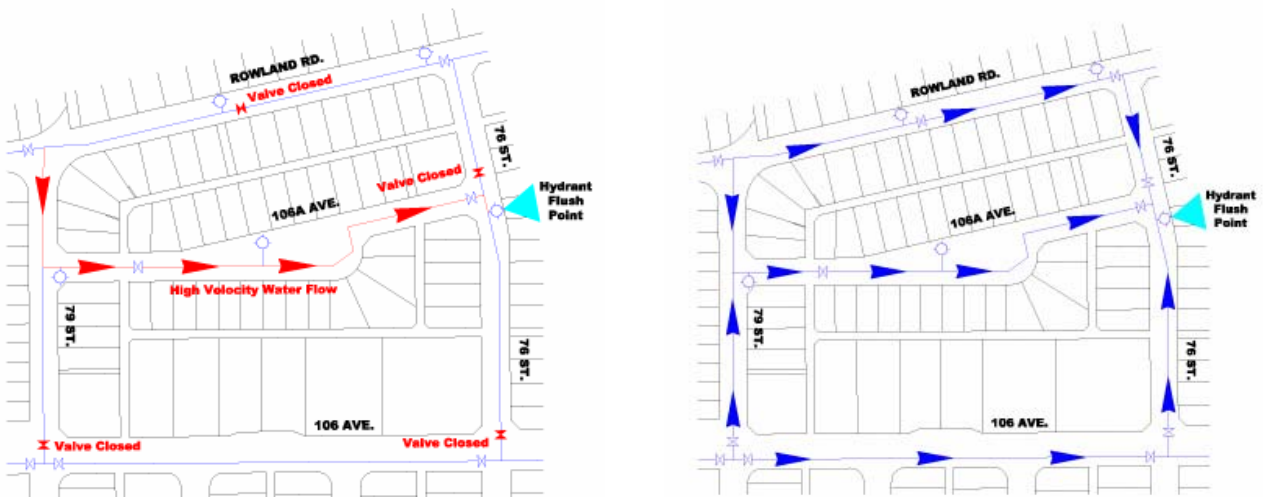 ROWLAND RD.
Valve Closed
76 ST.
Valve Closed
Hydrant
Flush
Point
106A AVE.
High Velocity Water Flow
79 ST.
76 ST.
106 AVE.
Valve Closed
Valve Closed
ROWLAND RD.
76 ST.
Hydrant
Flush
Point
106A AVE.
79 ST.
76 ST.
106 AVE.